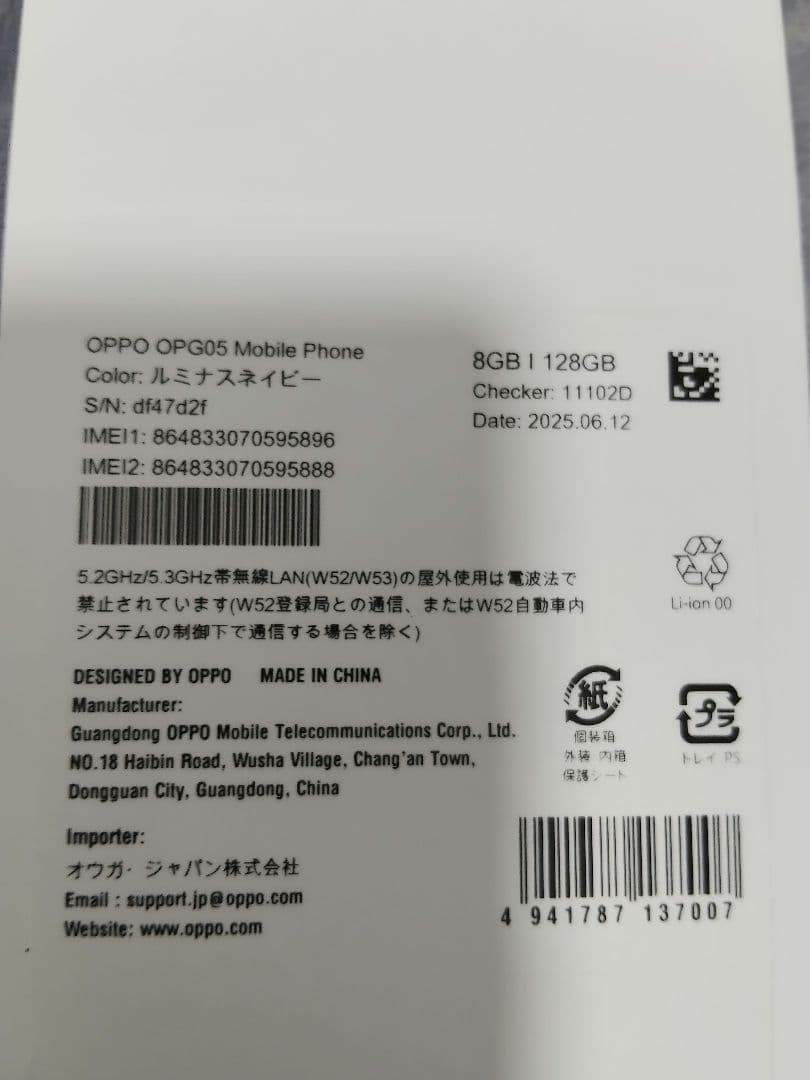 OPPO OPG05 Mobile Phone
Color: ルミナスネイビー
S/N: df47d2f
IMEI1: 864833070595896
IMEI2: 864833070595888
8GB | 128GB
Checker: 11102D
Date: 2025.06.12
5.2GHz/5.3GHz帯無線LAN(W52/W53)の屋外使用は電波法で
禁止されています(W52登録局との通信、またはW52自動車内
システムの制御下で通信する場合を除く)
Li-ion 00
DESIGNED BY OPPO MADE IN CHINA
Manufacturer:
Guangdong OPPO Mobile Telecommunications Corp., Ltd.
NO.18 Haibin Road, Wusha Village, Chang'an Town,
Dongguan City, Guangdong, China
紙
個装箱
外装 内箱
保護シート
プラ
トレイ PS
Importer:
オウガ・ジャパン株式会社
Email : support.jp@oppo.com
Website: www.oppo.com
4 941787 137007